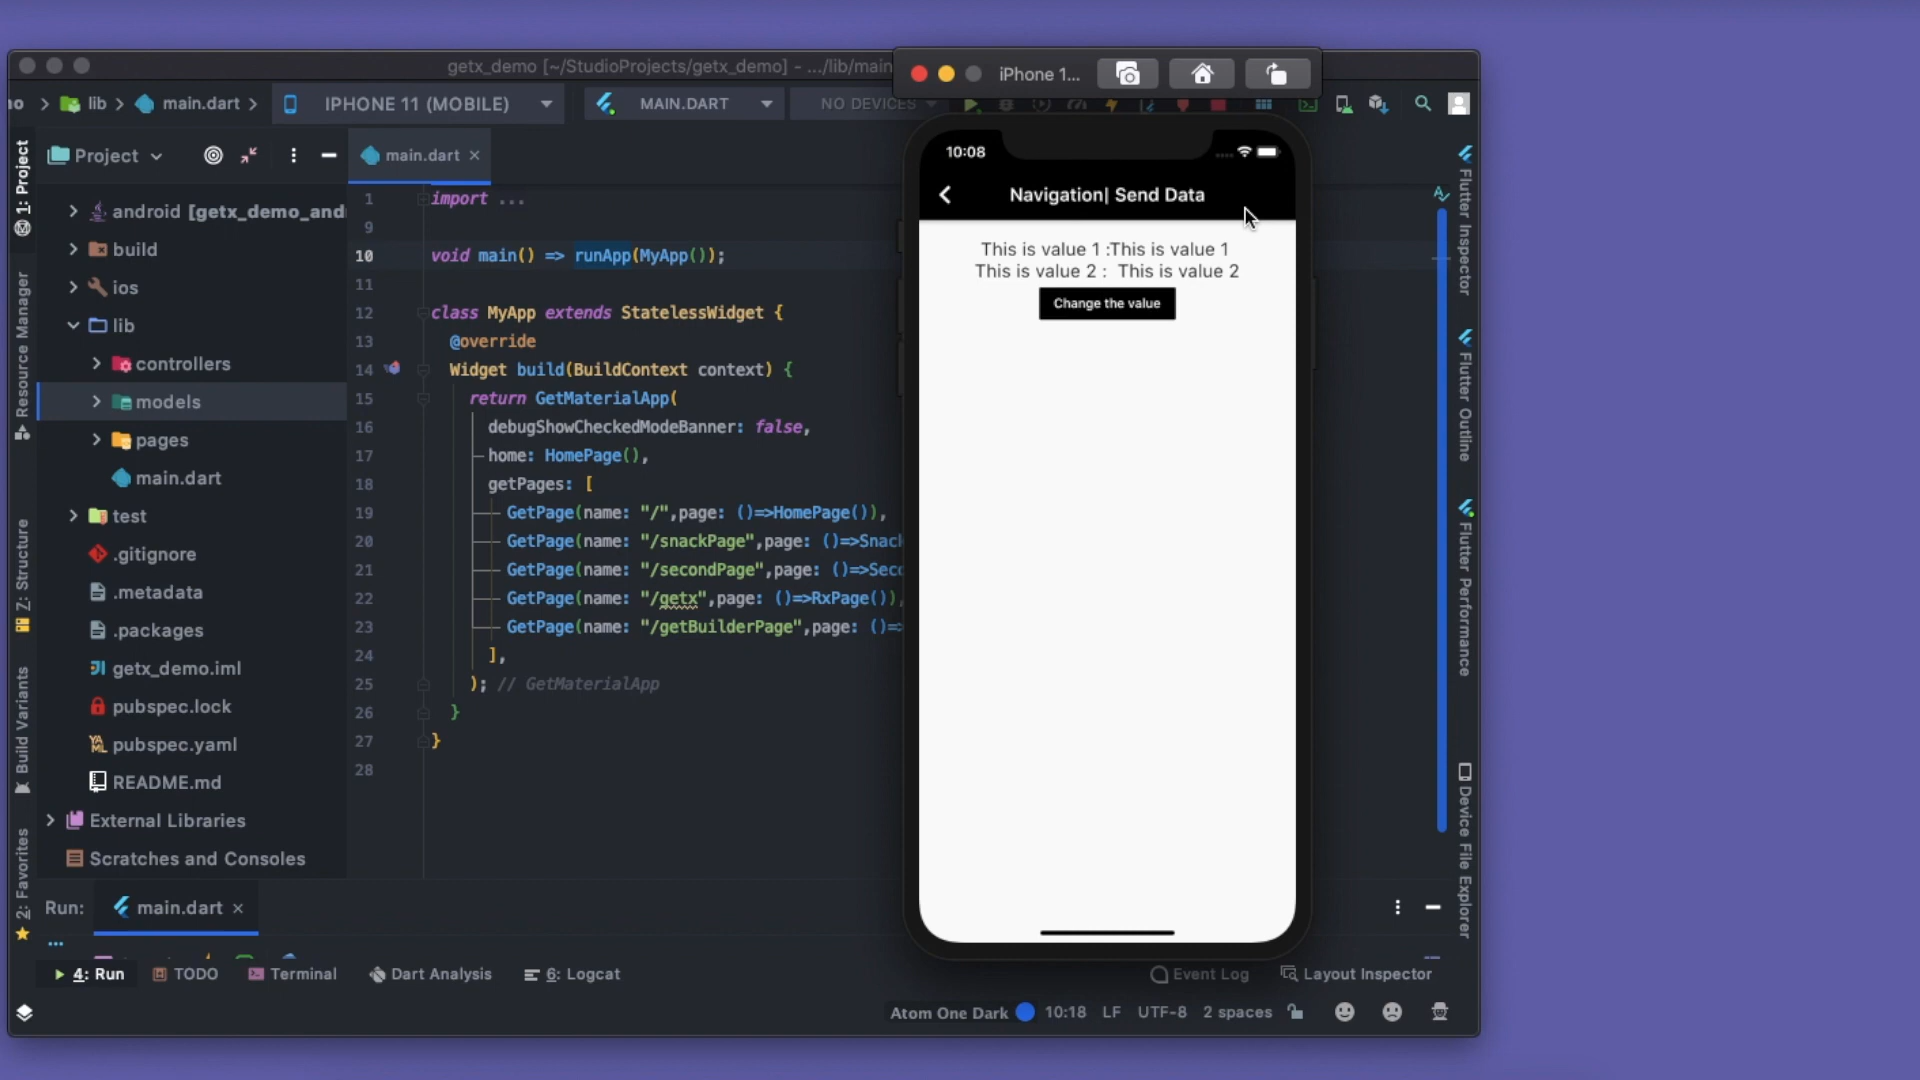 getx_demo [~/StudioProjects/getx_demo] - .../lib/main
iPhone 1...
lib
main.dart
IPHONE 11 (MOBILE)
MAIN.DART
NO DEVICES
1: Project
Resource Manager
Z: Structure
Build Variants
2: Favorites
Project
android [getx_demo_and
build
ios
lib
controllers
models
pages
main.dart
test
.gitignore
.metadata
.packages
getx_demo.iml
pubspec.lock
pubspec.yaml
README.md
External Libraries
Scratches and Consoles
main.dart
1 import ...
9
10 void main() => runApp(MyApp());
11
12 class MyApp extends StatelessWidget {
13 @override
14 Widget build(BuildContext context) {
15 return GetMaterialApp(
16 debugShowCheckedModeBanner: false,
17 home: HomePage(),
18 getPages: [
19 GetPage(name: "/",page: ()=>HomePage()),
20 GetPage(name: "/snackPage",page: ()=>Snack
21 GetPage(name: "/secondPage",page: ()=>Seco
22 GetPage(name: "/getx",page: ()=>RxPage()),
23 GetPage(name: "/getBuilderPage",page: ()=>
24 ],
25 ); // GetMaterialApp
26 }
27 }
28
10:08
Navigation| Send Data
This is value 1 :This is value 1
This is value 2 : This is value 2
Change the value
Flutter Inspector
Flutter Outline
Flutter Performance
Device File Explorer
Run:
main.dart
4: Run
TODO
Terminal
Dart Analysis
6: Logcat
Event Log
Layout Inspector
Atom One Dark
10:18
LF
UTF-8
2 spaces